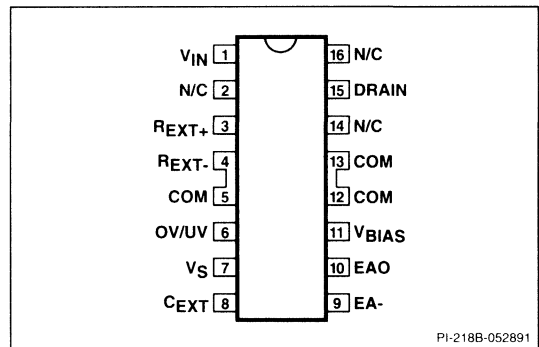 VIN 1 16 N/C
N/C 2 15 DRAIN
REXT+ 3 14 N/C
REXT- 4 13 COM
COM 5 12 COM
OV/UV 6 11 VBIAS
VS 7 10 EAO
CEXT 8 9 EA-
PI-218B-052891